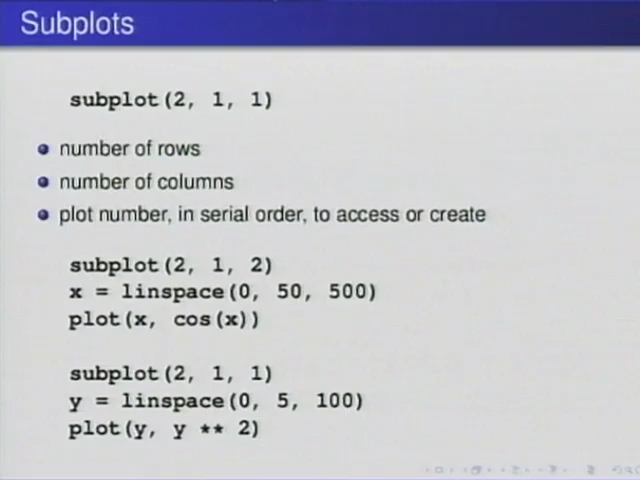 Subplots
subplot(2, 1, 1)
number of rows
number of columns
plot number, in serial order, to access or create
subplot(2, 1, 2)
x = linspace(0, 50, 500)
plot(x, cos(x))
subplot(2, 1, 1)
y = linspace(0, 5, 100)
plot(y, y ** 2)